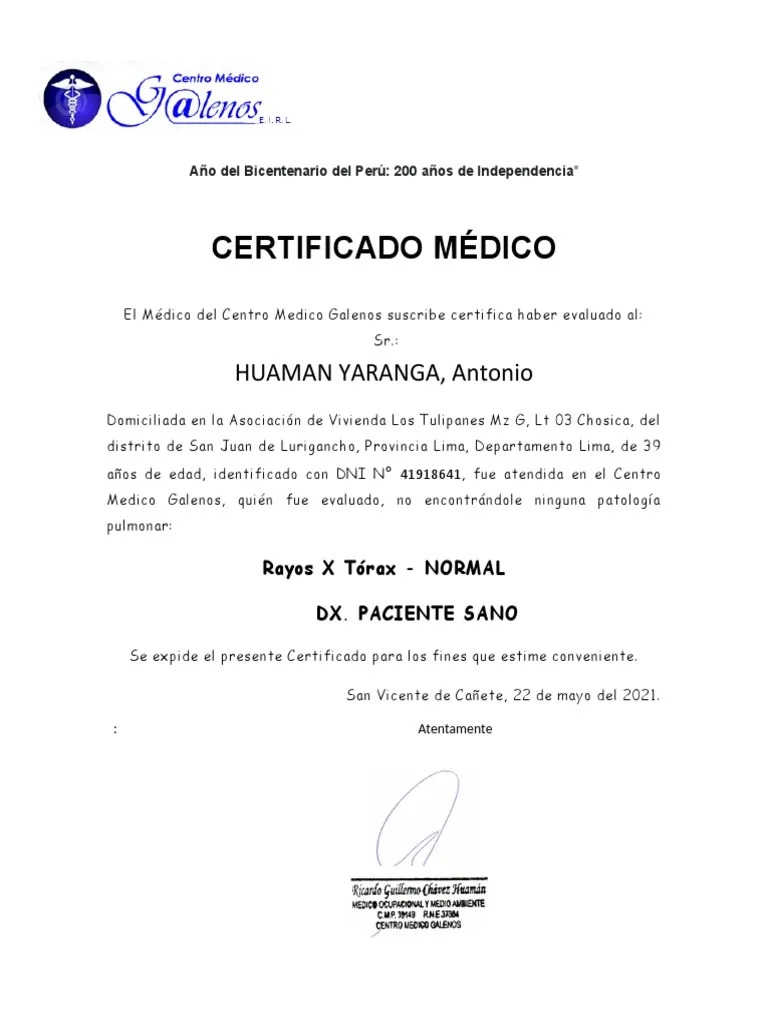 Centro Médico
G@lenos E.I.R.L.
Año del Bicentenario del Perú: 200 años de Independencia"
CERTIFICADO MÉDICO
El Médico del Centro Medico Galenos suscribe certifica haber evaluado al:
Sr.:
HUAMAN YARANGA, Antonio
Domiciliada en la Asociación de Vivienda Los Tulipanes Mz G, Lt 03 Chosica, del
distrito de San Juan de Lurigancho, Provincia Lima, Departamento Lima, de 39
años de edad, identificado con DNI N° 41918641, fue atendida en el Centro
Medico Galenos, quién fue evaluado, no encontrándole ninguna patología
pulmonar:
Rayos X Tórax - NORMAL
DX. PACIENTE SANO
Se expide el presente Certificado para los fines que estime conveniente.
San Vicente de Cañete, 22 de mayo del 2021.
: Atentamente
Ricardo Guillermo Chávez Huamán
MEDICO OCUPACIONAL Y MEDIO AMBIENTE
C.M.P. 39149 R.N.E 37384
CENTRO MEDICO GALENOS